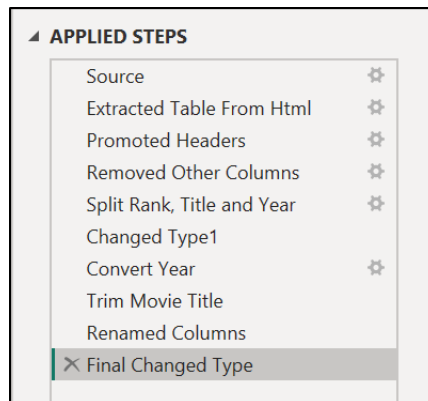 APPLIED STEPS
Source
Extracted Table From Html
Promoted Headers
Removed Other Columns
Split Rank, Title and Year
Changed Type1
Convert Year
Trim Movie Title
Renamed Columns
Final Changed Type